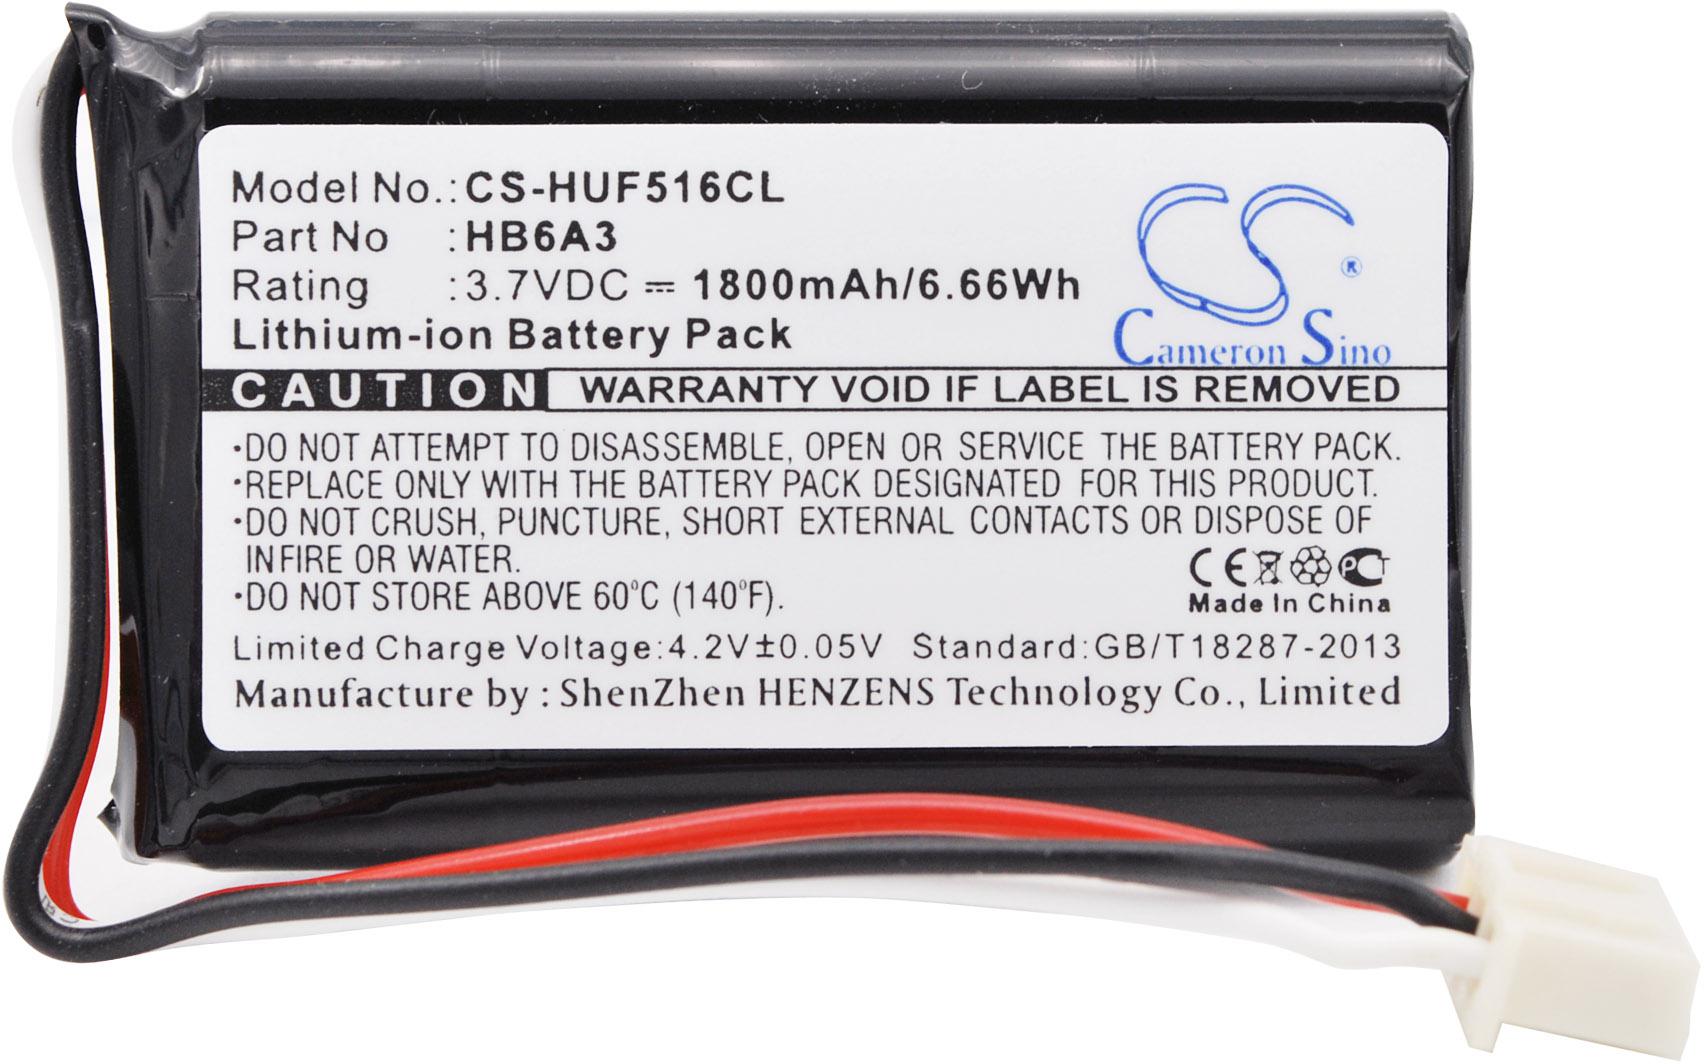 Model No.:CS-HUF516CL
Part No :HB6A3
Rating :3.7VDC ⎓ 1800mAh/6.66Wh
Lithium-ion Battery Pack
CS
®
Cameron Sino
CAUTION WARRANTY VOID IF LABEL IS REMOVED
·DO NOT ATTEMPT TO DISASSEMBLE, OPEN OR SERVICE THE BATTERY PACK.
·REPLACE ONLY WITH THE BATTERY PACK DESIGNATED FOR THIS PRODUCT.
·DO NOT CRUSH, PUNCTURE, SHORT EXTERNAL CONTACTS OR DISPOSE OF
INFIRE OR WATER.
·DO NOT STORE ABOVE 60°C (140°F).
CE PCT
Made In China
Limited Charge Voltage:4.2V±0.05V Standard:GB/T18287-2013
Manufacture by : ShenZhen HENZENS Technology Co., Limited